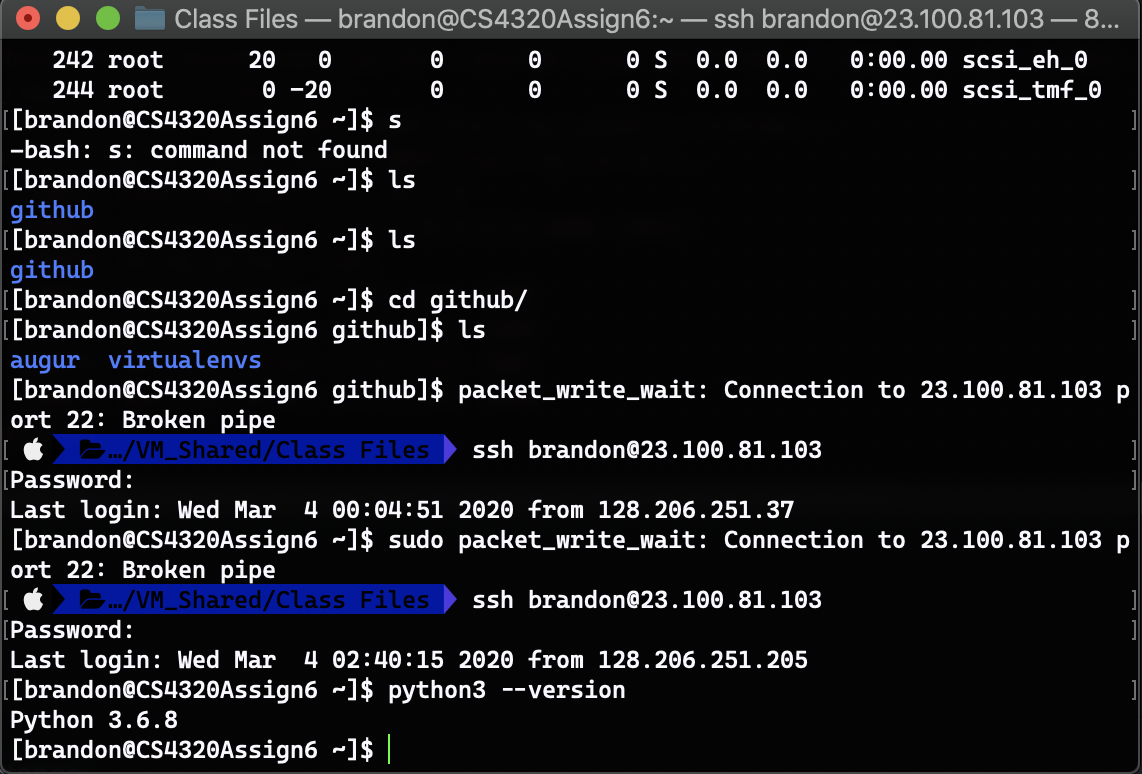 Class Files — brandon@CS4320Assign6:~ — ssh brandon@23.100.81.103 — 8...
242 root 20 0 0 0 0 S 0.0 0.0 0:00.00 scsi_eh_0
244 root 0 -20 0 0 0 S 0.0 0.0 0:00.00 scsi_tmf_0
[[brandon@CS4320Assign6 ~]$ s ]
-bash: s: command not found
[[brandon@CS4320Assign6 ~]$ ls ]
github
[[brandon@CS4320Assign6 ~]$ ls ]
github
[[brandon@CS4320Assign6 ~]$ cd github/ ]
[[brandon@CS4320Assign6 github]$ ls ]
augur virtualenvs
[brandon@CS4320Assign6 github]$ packet_write_wait: Connection to 23.100.81.103 p
ort 22: Broken pipe
[ …/VM_Shared/Class Files ssh brandon@23.100.81.103 ]
[Password: ]
Last login: Wed Mar 4 00:04:51 2020 from 128.206.251.37
[brandon@CS4320Assign6 ~]$ sudo packet_write_wait: Connection to 23.100.81.103 p
ort 22: Broken pipe
[ …/VM_Shared/Class Files ssh brandon@23.100.81.103 ]
[Password: ]
Last login: Wed Mar 4 02:40:15 2020 from 128.206.251.205
[[brandon@CS4320Assign6 ~]$ python3 --version ]
Python 3.6.8
[brandon@CS4320Assign6 ~]$